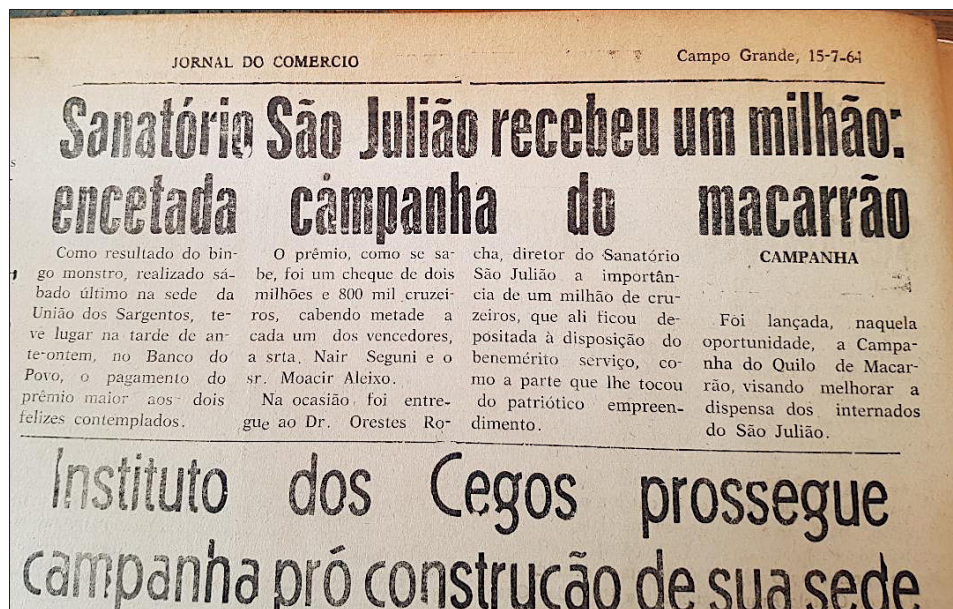 JORNAL DO COMERCIO
Campo Grande, 15-7-64
Sanatório São Julião recebeu um milhão:
encetada campanha do macarrão
Como resultado do bin-
go monstro, realizado sá-
bado último na sede da
União dos Sargentos, te-
ve lugar na tarde de an-
te-ontem, no Banco do
Povo, o pagamento do
prêmio maior aos dois
felizes contemplados.
O prêmio, como se sa-
be, foi um cheque de dois
milhões e 800 mil cruzei-
ros, cabendo metade a
cada um dos vencedores,
a srta. Nair Seguni e o
sr. Moacir Aleixo.
Na ocasião foi entre-
gue ao Dr. Orestes Ro-
cha, diretor do Sanatório
São Julião a importân-
cia de um milhão de cru-
zeiros, que ali ficou de-
positada à disposição do
benemérito serviço, co-
mo a parte que lhe tocou
do patriótico empreen-
dimento.
CAMPANHA
Foi lançada, naquela
oportunidade, a Campa-
nha do Quilo de Macar-
rão, visando melhorar a
dispensa dos internados
do São Julião.
Instituto dos Cegos prossegue
campanha pró construção de sua sede